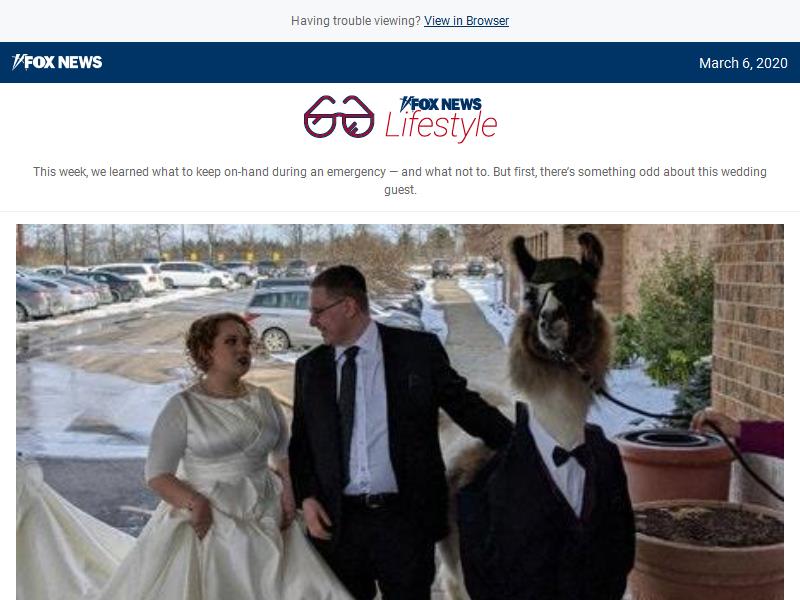 Having trouble viewing? View in Browser
FOX NEWS
March 6, 2020
FOX NEWS
Lifestyle
This week, we learned what to keep on-hand during an emergency — and what not to. But first, there's something odd about this wedding
guest.